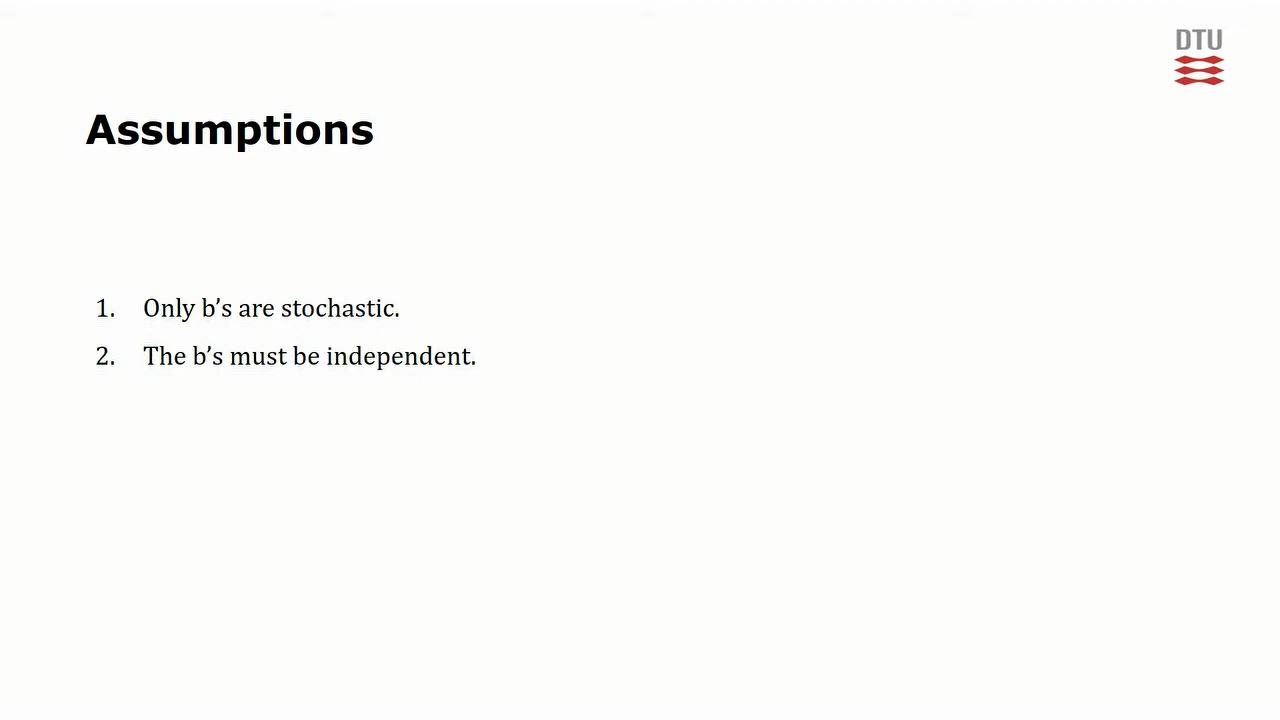 DTU
Assumptions
1. Only b’s are stochastic.
2. The b’s must be independent.